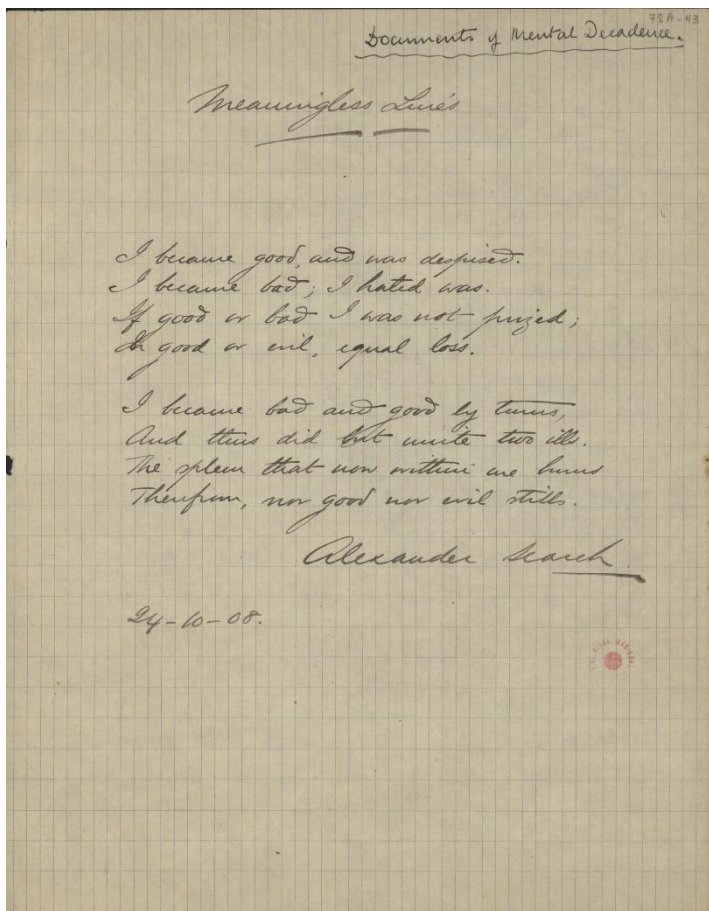 78A-43
Documents of Mental Decadence.
Meaningless Lines
I became good, and was despised.
I became bad; I hated was.
If good or bad I was not prized;
In good or evil, equal loss.
I became bad and good by turns,
And thus did but unite two ills.
The spleen that now within me burns
Therefrom, nor good nor evil stills.
Alexander Search
24-10-08.